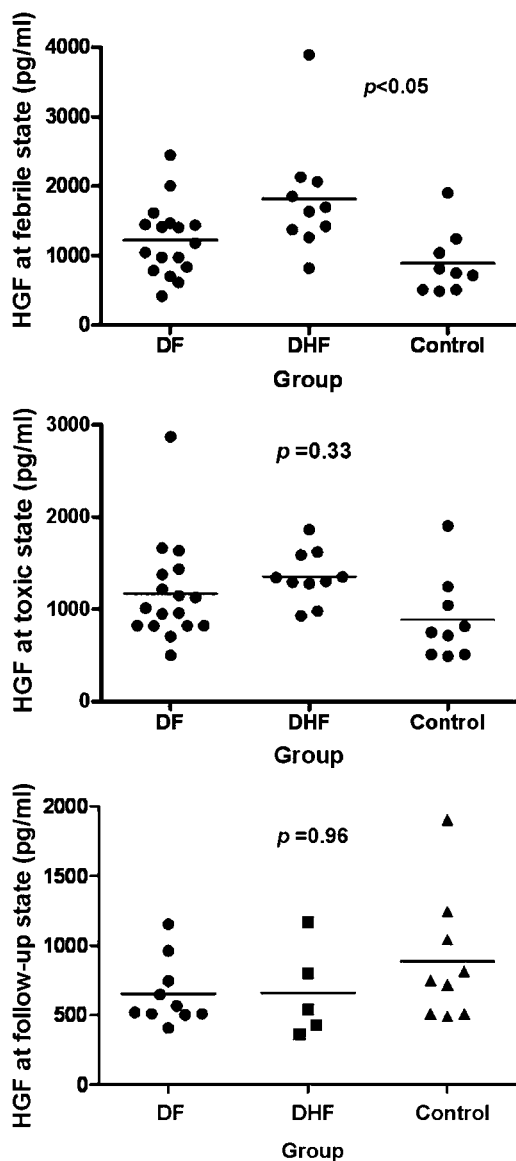 HGF at febrile state (pg/ml)
4000
3000
2000
1000
0
p<0.05
DF DHF Control
Group
HGF at toxic state (pg/ml)
3000
2000
1000
0
p =0.33
DF DHF Control
Group
HGF at follow-up state (pg/ml)
2000
1500
1000
500
0
p =0.96
DF DHF Control
Group